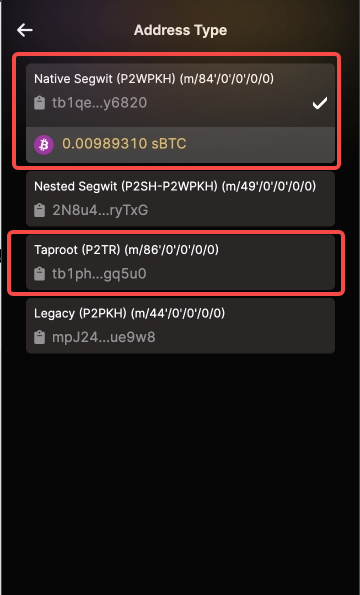 Address Type
Native Segwit (P2WPKH) (m/84'/0'/0'/0/0)
tb1qe...y6820
0.00989310 sBTC
Nested Segwit (P2SH-P2WPKH) (m/49'/0'/0'/0/0)
2N8u4...ryTxG
Taproot (P2TR) (m/86'/0'/0'/0/0)
tb1ph...gq5u0
Legacy (P2PKH) (m/44'/0'/0'/0/0)
mpJ24...ue9w8